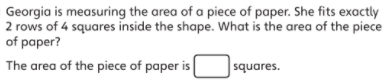 Georgia is measuring the area of a piece of paper. She fits exactly
2 rows of 4 squares inside the shape. What is the area of the piece
of paper?
The area of the piece of paper is squares.